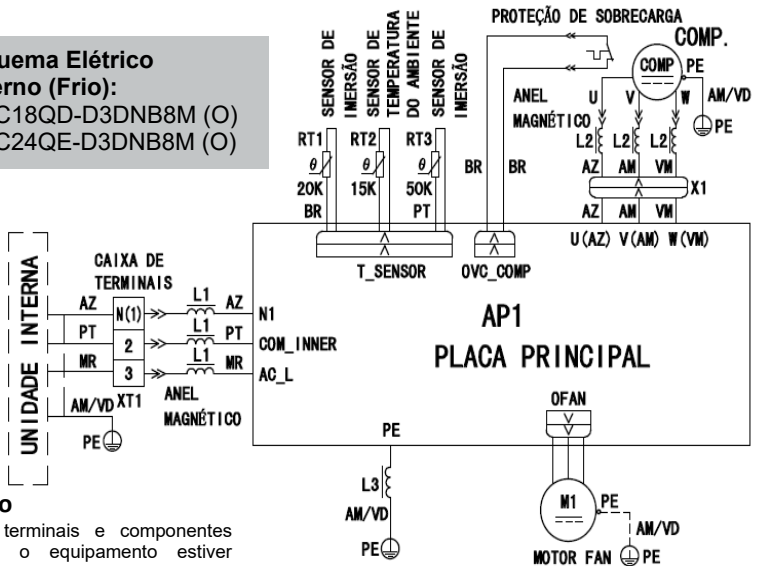 PROTEÇÃO DE SOBRECARGA
quema Elétrico
erno (Frio):
C18QD-D3DNB8M (O)
C24QE-D3DNB8M (O)
SENSOR DE
IMERSÃO
SENSOR DE
TEMPERATURA
DO AMBIENTE
SENSOR DE
IMERSÃO
COMP.
COMP
PE
ANEL
MAGNÉTICO
U
V
W
AM/VD
PE
RT1
RT2
RT3
θ
θ
θ
20K
15K
50K
BR
PT
BR
BR
L2
L2
L2
AZ
AM
VM
X1
AZ
AM
VM
U(AZ) V(AM) W(VM)
T_SENSOR
OVC_COMP
UNIDADE INTERNA
CAIXA DE
TERMINAIS
AZ
N(1)
L1
AZ
N1
PT
2
L1
PT
COM_INNER
MR
3
L1
MR
AC_L
AM/VD
XT1
ANEL
MAGNÉTICO
PE
AP1
PLACA PRINCIPAL
OFAN
PE
L3
AM/VD
PE
M1
PE
AM/VD
MOTOR FAN
PE
o
terminais e componentes
o equipamento estiver